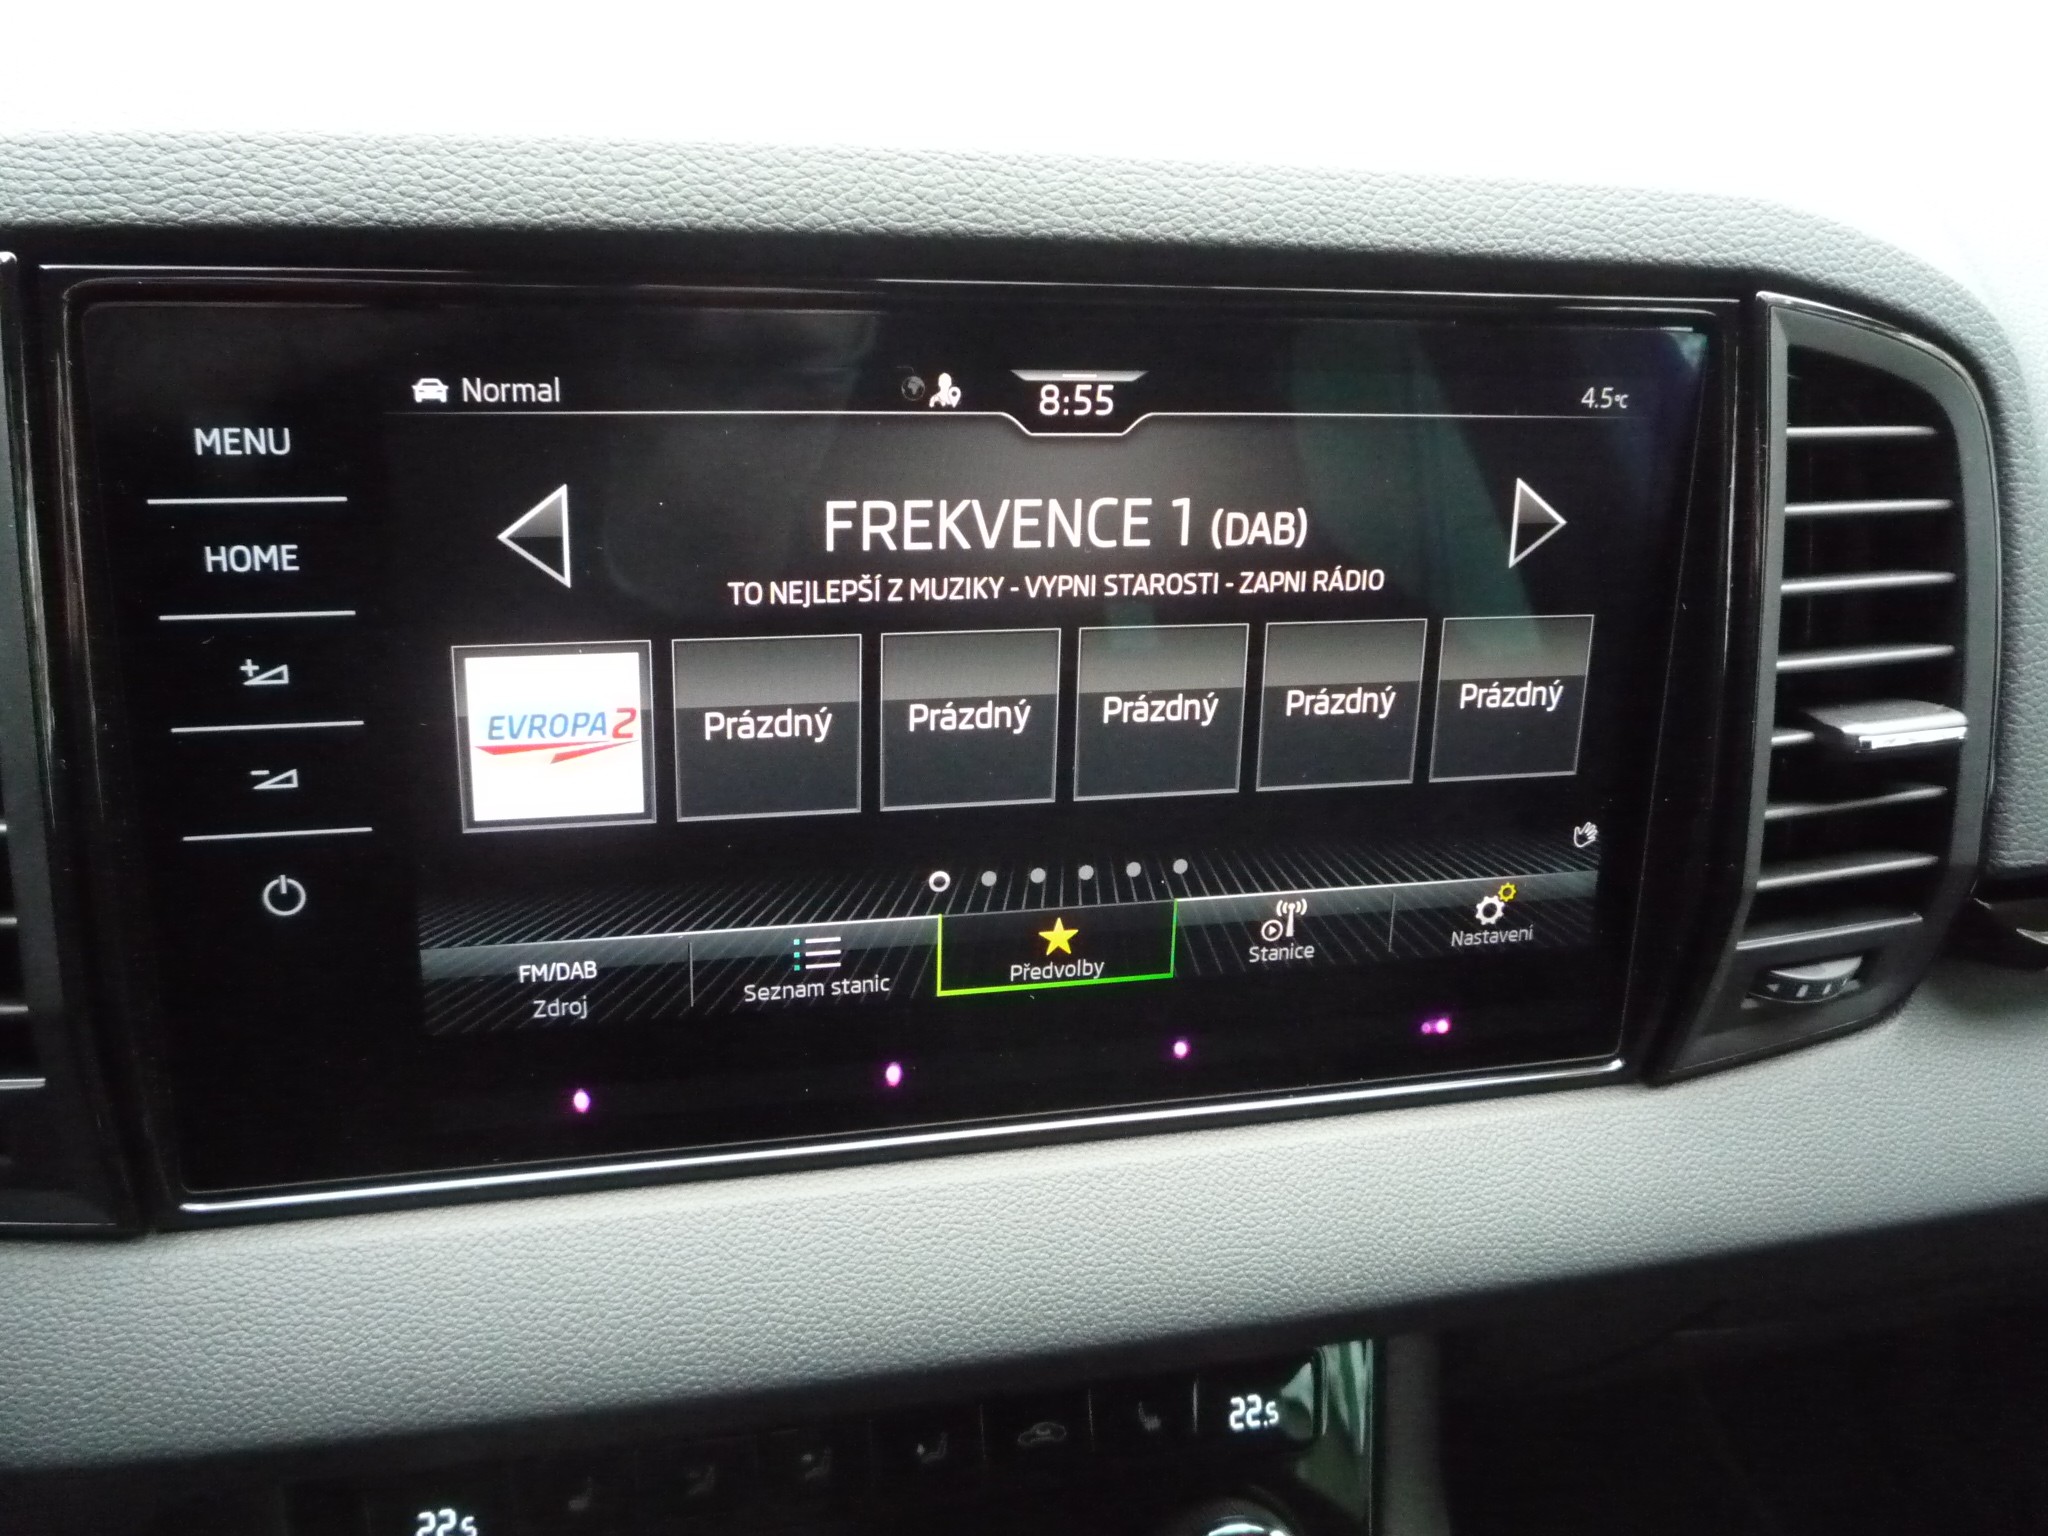 Normal
8:55
4.5°C
MENU
HOME
FREKVENCE 1 (DAB)
TO NEJLEPŠÍ Z MUZIKY - VYPNI STAROSTI - ZAPNI RÁDIO
EVROPA 2
Prázdný
Prázdný
Prázdný
Prázdný
Prázdný
FM/DAB
Zdroj
Seznam stanic
Předvolby
Stanice
Nastavení
22.5
22.5